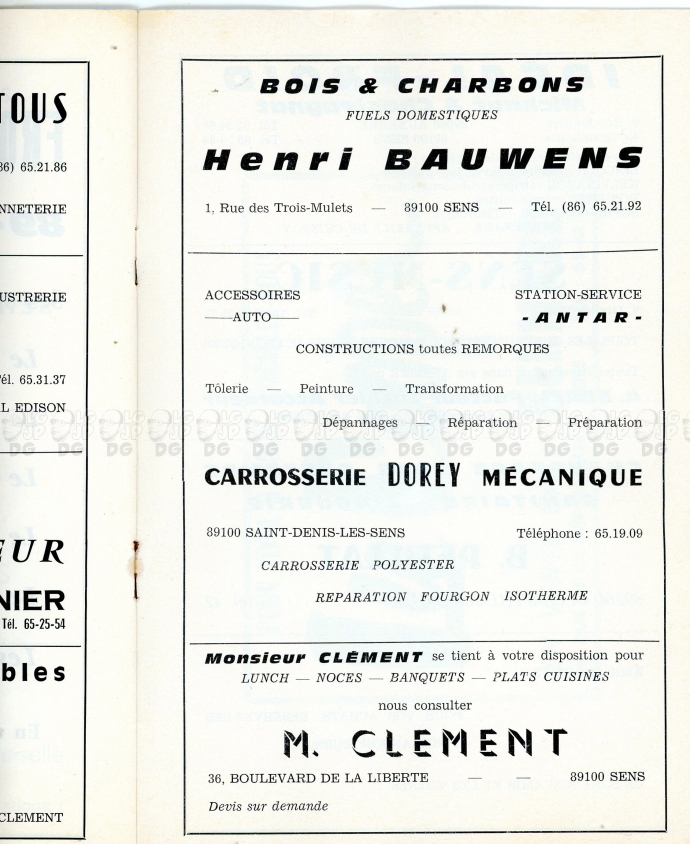 TOUS
86) 65.21.86
NNETERIE
USTRERIE
él. 65.31.37
L EDISON
EUR
NIER
Tél. 65-25-54
bles
CLEMENT
BOIS & CHARBONS
FUELS DOMESTIQUES
Henri BAUWENS
1, Rue des Trois-Mulets — 89100 SENS — Tél. (86) 65.21.92
ACCESSOIRES STATION-SERVICE
—AUTO— - ANTAR -
CONSTRUCTIONS toutes REMORQUES
Tôlerie — Peinture — Transformation
Dépannages — Réparation — Préparation
CARROSSERIE DOREY MÉCANIQUE
89100 SAINT-DENIS-LES-SENS Téléphone : 65.19.09
CARROSSERIE POLYESTER
REPARATION FOURGON ISOTHERME
Monsieur CLÉMENT se tient à votre disposition pour
LUNCH — NOCES — BANQUETS — PLATS CUISINES
nous consulter
M. CLEMENT
36, BOULEVARD DE LA LIBERTE — — 89100 SENS
Devis sur demande